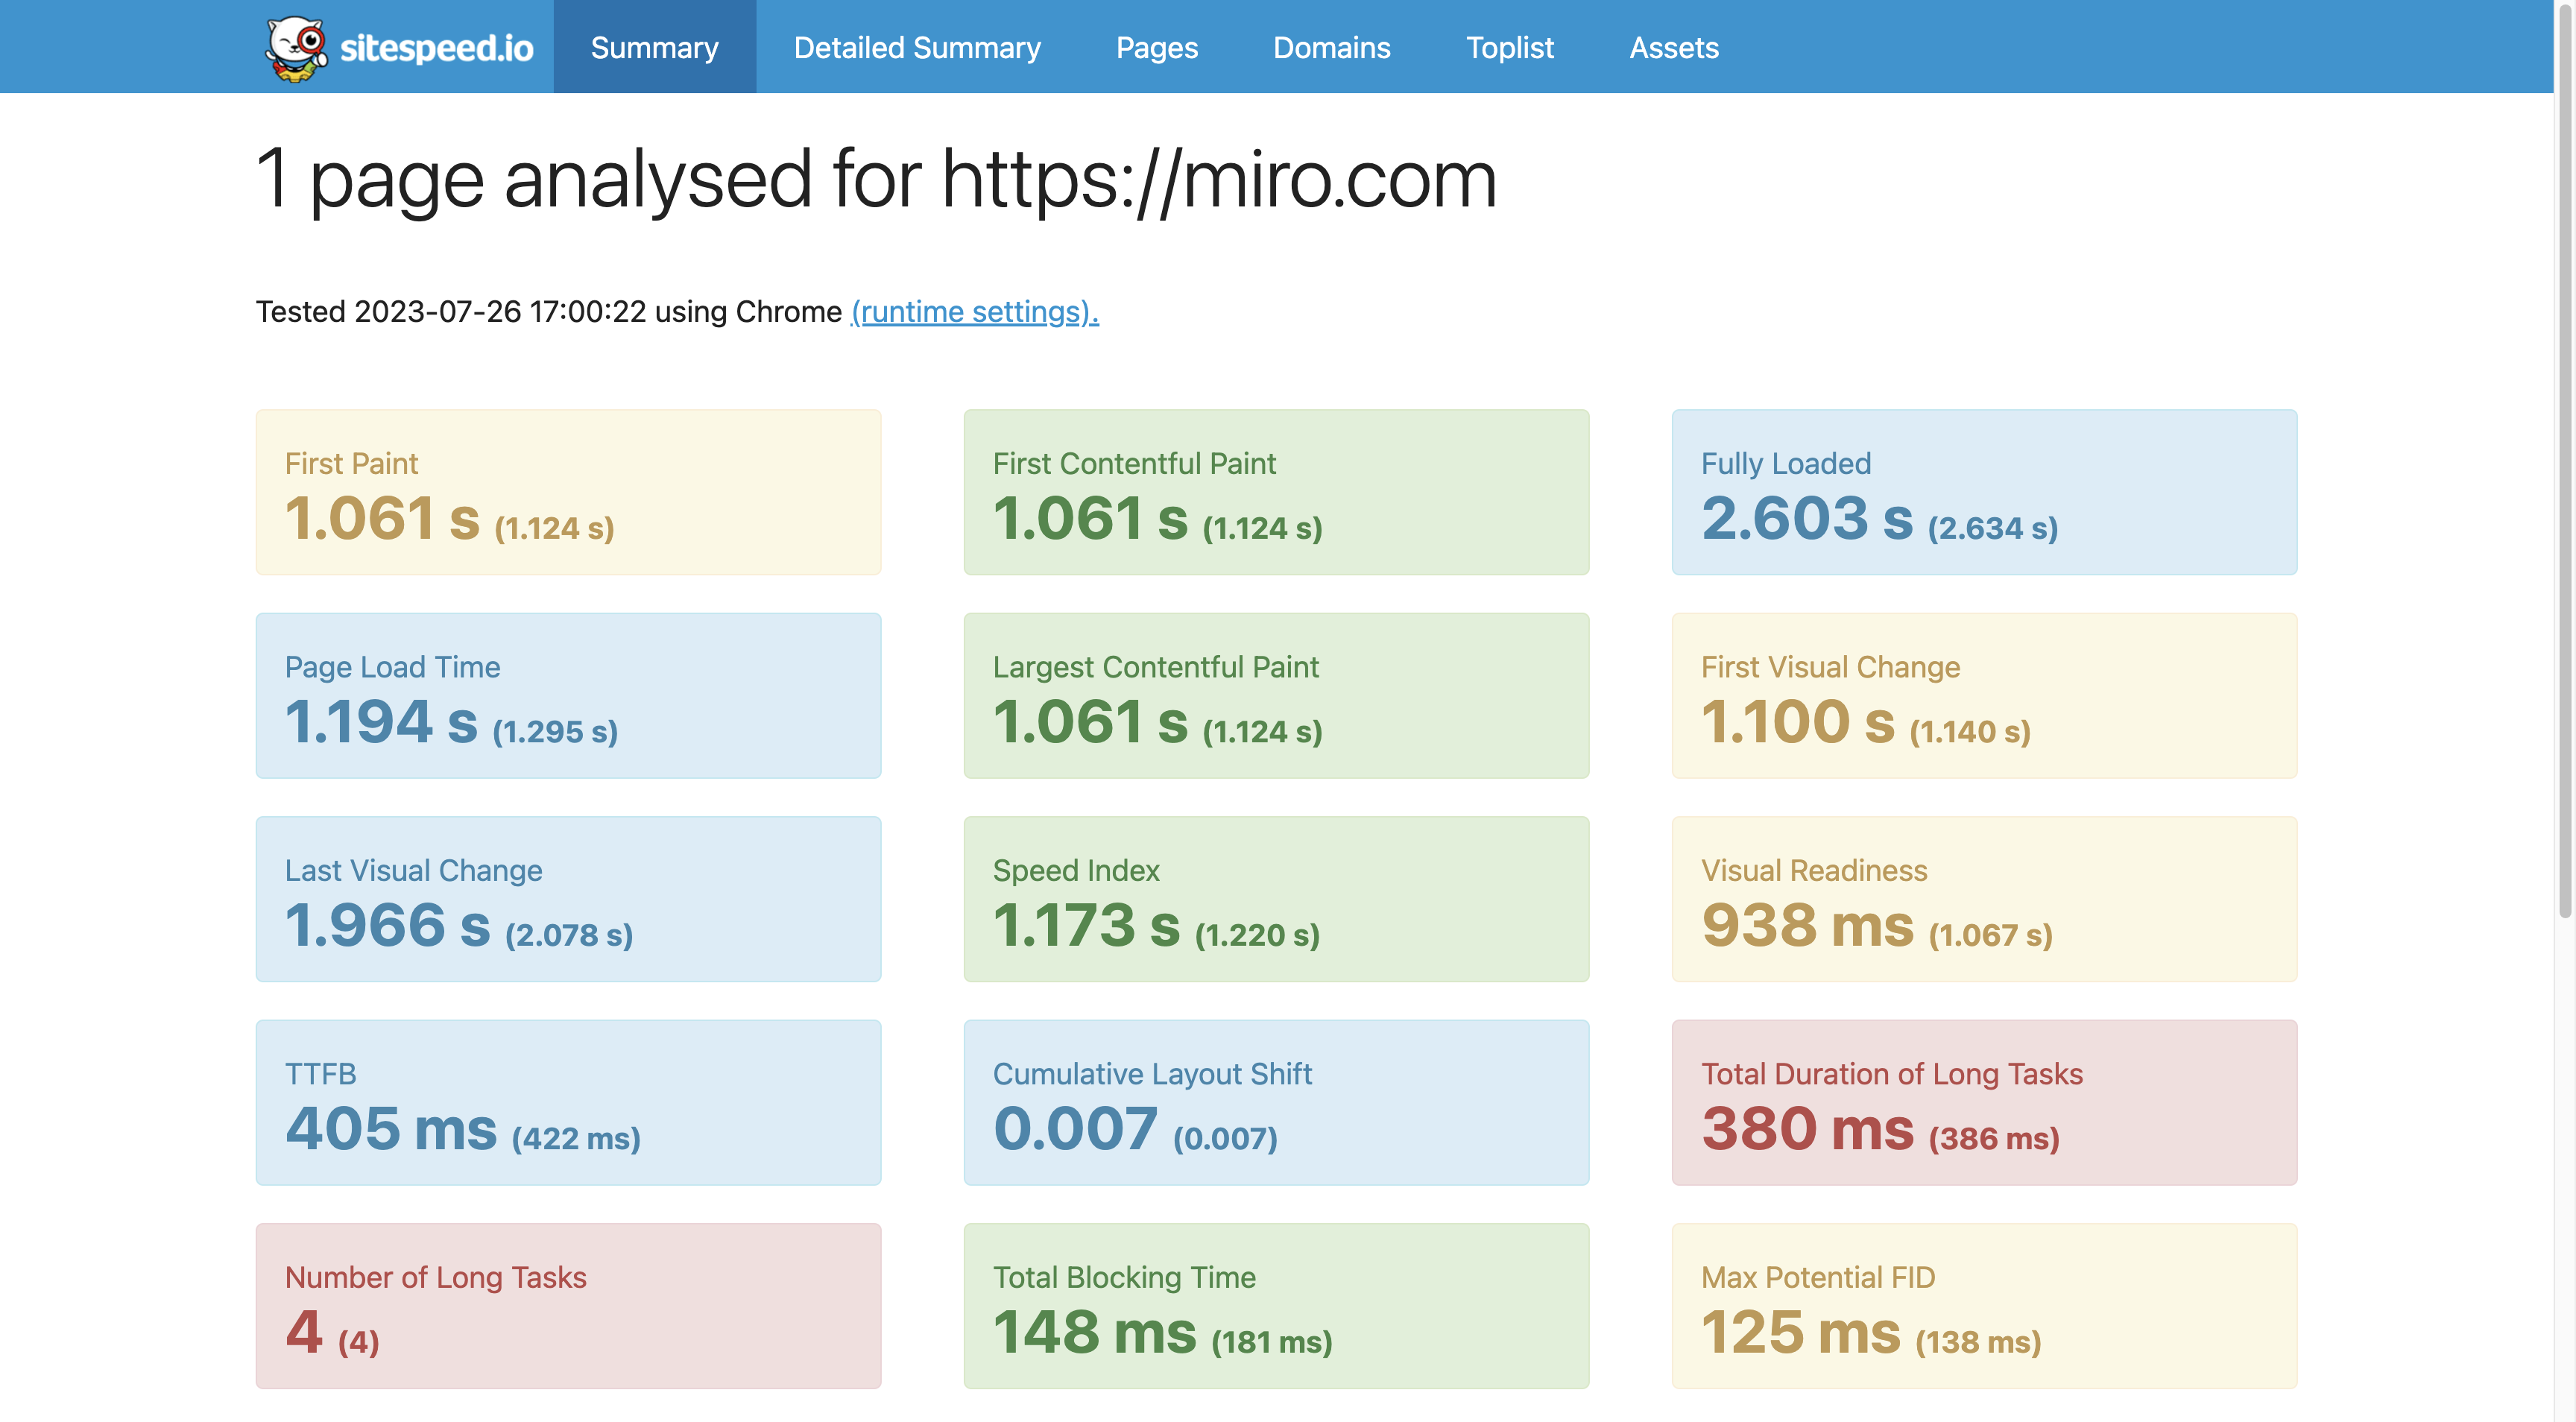 sitespeed.io
Summary
Detailed Summary
Pages
Domains
Toplist
Assets
1 page analysed for https://miro.com
Tested 2023-07-26 17:00:22 using Chrome (runtime settings).
First Paint
1.061 s (1.124 s)
First Contentful Paint
1.061 s (1.124 s)
Fully Loaded
2.603 s (2.634 s)
Page Load Time
1.194 s (1.295 s)
Largest Contentful Paint
1.061 s (1.124 s)
First Visual Change
1.100 s (1.140 s)
Last Visual Change
1.966 s (2.078 s)
Speed Index
1.173 s (1.220 s)
Visual Readiness
938 ms (1.067 s)
TTFB
405 ms (422 ms)
Cumulative Layout Shift
0.007 (0.007)
Total Duration of Long Tasks
380 ms (386 ms)
Number of Long Tasks
4 (4)
Total Blocking Time
148 ms (181 ms)
Max Potential FID
125 ms (138 ms)